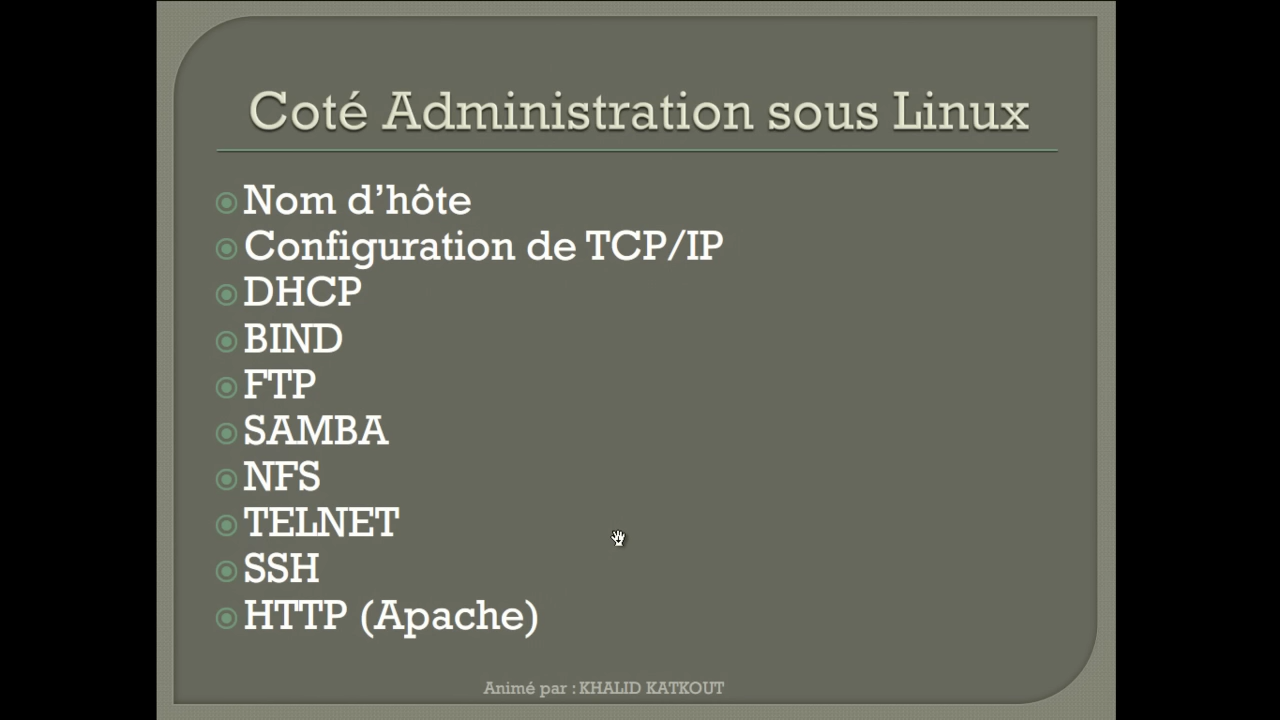 Coté Administration sous Linux
Nom d’hôte
Configuration de TCP/IP
DHCP
BIND
FTP
SAMBA
NFS
TELNET
SSH
HTTP (Apache)
Animé par : KHALID KATKOUT